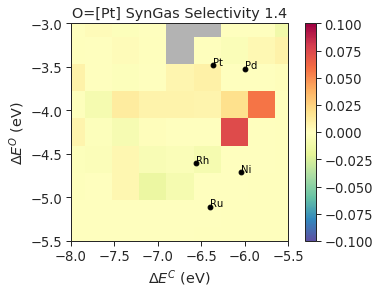 O=[Pt] SynGas Selectivity 1.4
−3.0
−3.5
−4.0
−4.5
−5.0
−5.5
ΔE^O (eV)
Pt
Pd
Rh
Ni
Ru
−8.0 −7.5 −7.0 −6.5 −6.0 −5.5
ΔE^C (eV)
0.100
0.075
0.050
0.025
0.000
−0.025
−0.050
−0.075
−0.100